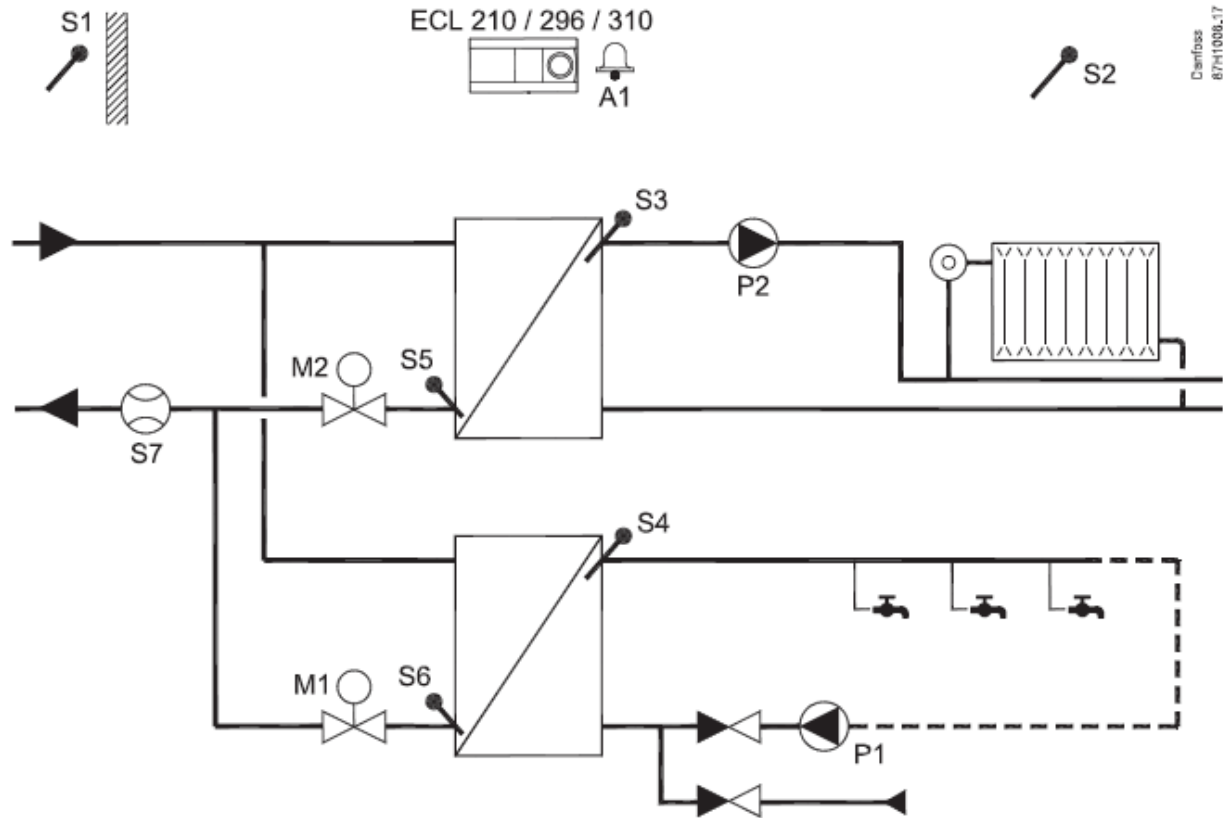 S1
ECL 210 / 296 / 310
A1
S2
Danfoss
87H1008.17
S3
P2
M2
S5
S7
S4
M1
S6
P1